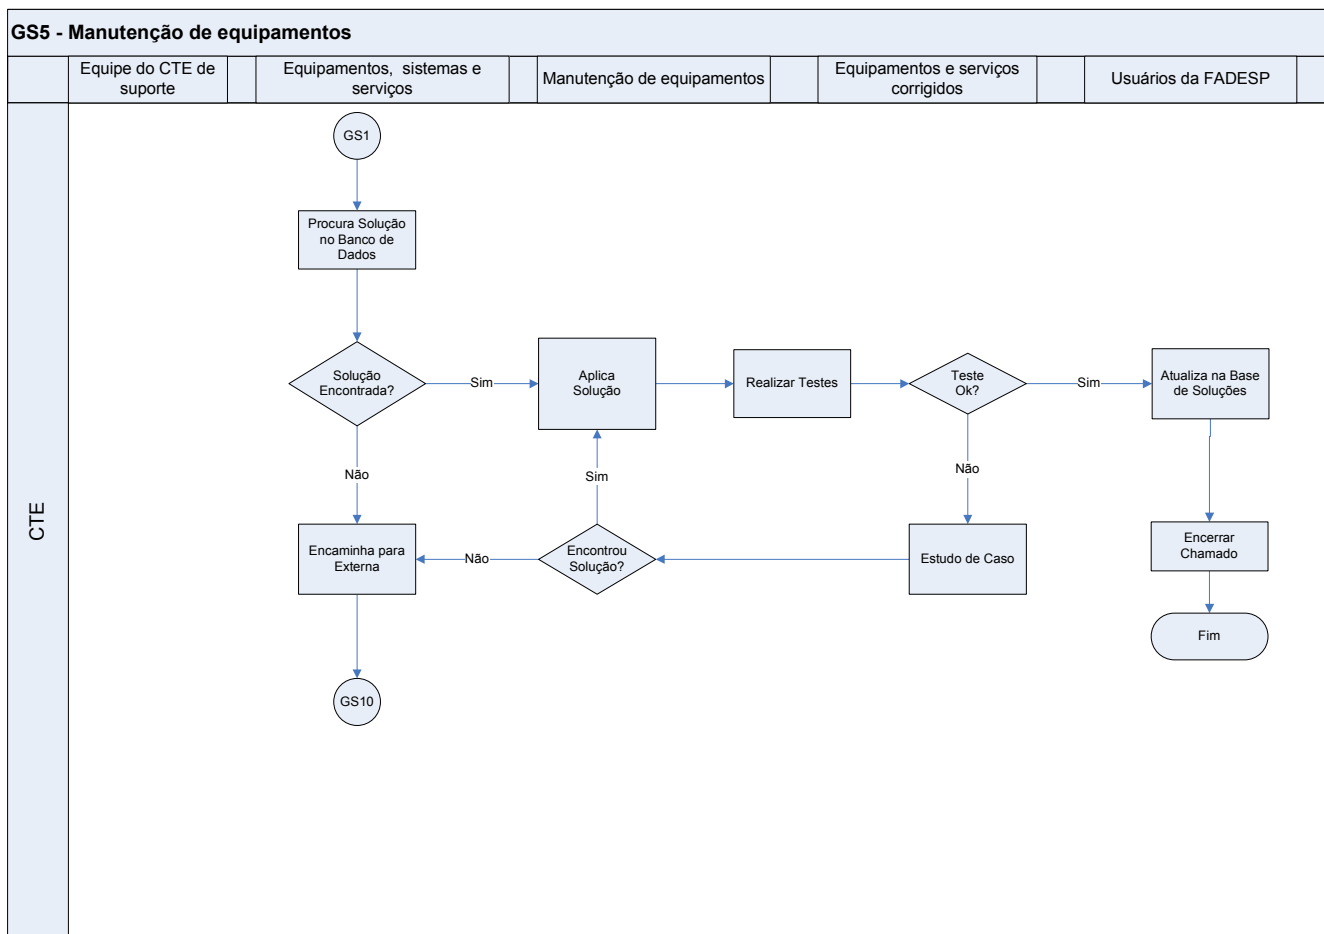 GS5 - Manutenção de equipamentos
Equipe do CTE de
suporte
Equipamentos, sistemas e
serviços
Manutenção de equipamentos
Equipamentos e serviços
corrigidos
Usuários da FADESP
CTE
GS1
Procura Solução
no Banco de
Dados
Solução
Encontrada?
Sim
Aplica
Solução
Realizar Testes
Teste
Ok?
Sim
Atualiza na Base
de Soluções
Não
Sim
Não
Encaminha para
Externa
Não
Encontrou
Solução?
Estudo de Caso
Encerrar
Chamado
Fim
GS10